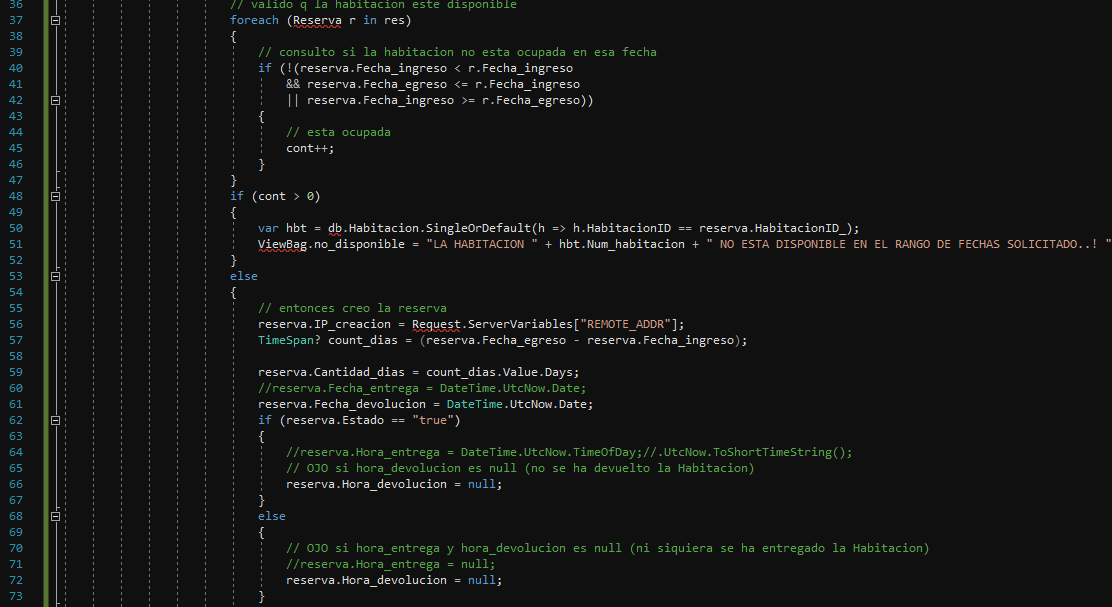 36 // valido q la habitacion este disponible
37 foreach (Reserva r in res)
38 {
39 // consulto si la habitacion no esta ocupada en esa fecha
40 if (!(reserva.Fecha_ingreso < r.Fecha_ingreso
41 && reserva.Fecha_egreso <= r.Fecha_ingreso
42 || reserva.Fecha_ingreso >= r.Fecha_egreso))
43 {
44 // esta ocupada
45 cont++;
46 }
47 }
48 if (cont > 0)
49 {
50 var hbt = db.Habitacion.SingleOrDefault(h => h.HabitacionID == reserva.HabitacionID_);
51 ViewBag.no_disponible = "LA HABITACION " + hbt.Num_habitacion + " NO ESTA DISPONIBLE EN EL RANGO DE FECHAS SOLICITADO..! "
52 }
53 else
54 {
55 // entonces creo la reserva
56 reserva.IP_creacion = Request.ServerVariables["REMOTE_ADDR"];
57 TimeSpan? count_dias = (reserva.Fecha_egreso - reserva.Fecha_ingreso);
58
59 reserva.Cantidad_dias = count_dias.Value.Days;
60 //reserva.Fecha_entrega = DateTime.UtcNow.Date;
61 reserva.Fecha_devolucion = DateTime.UtcNow.Date;
62 if (reserva.Estado == "true")
63 {
64 //reserva.Hora_entrega = DateTime.UtcNow.TimeOfDay;//.UtcNow.ToShortTimeString();
65 // OJO si hora_devolucion es null (no se ha devuelto la Habitacion)
66 reserva.Hora_devolucion = null;
67 }
68 else
69 {
70 // OJO si hora_entrega y hora_devolucion es null (ni siquiera se ha entregado la Habitacion)
71 //reserva.Hora_entrega = null;
72 reserva.Hora_devolucion = null;
73 }